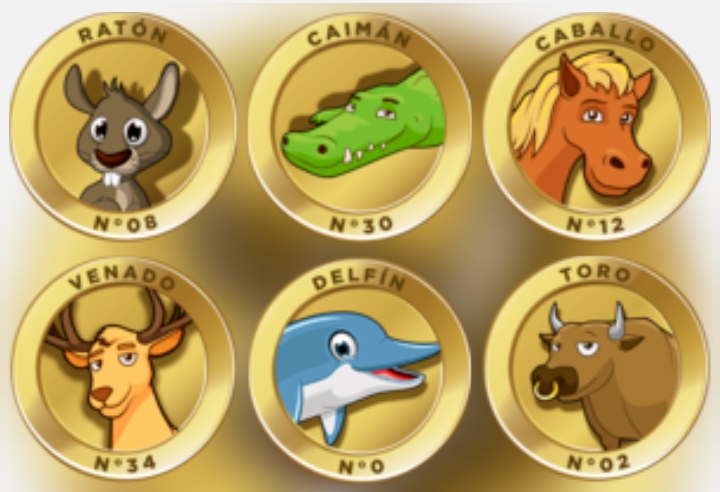 RATÓN
N°08
CAIMÁN
N°30
CABALLO
N°12
VENADO
N°34
DELFÍN
N°0
TORO
N°02